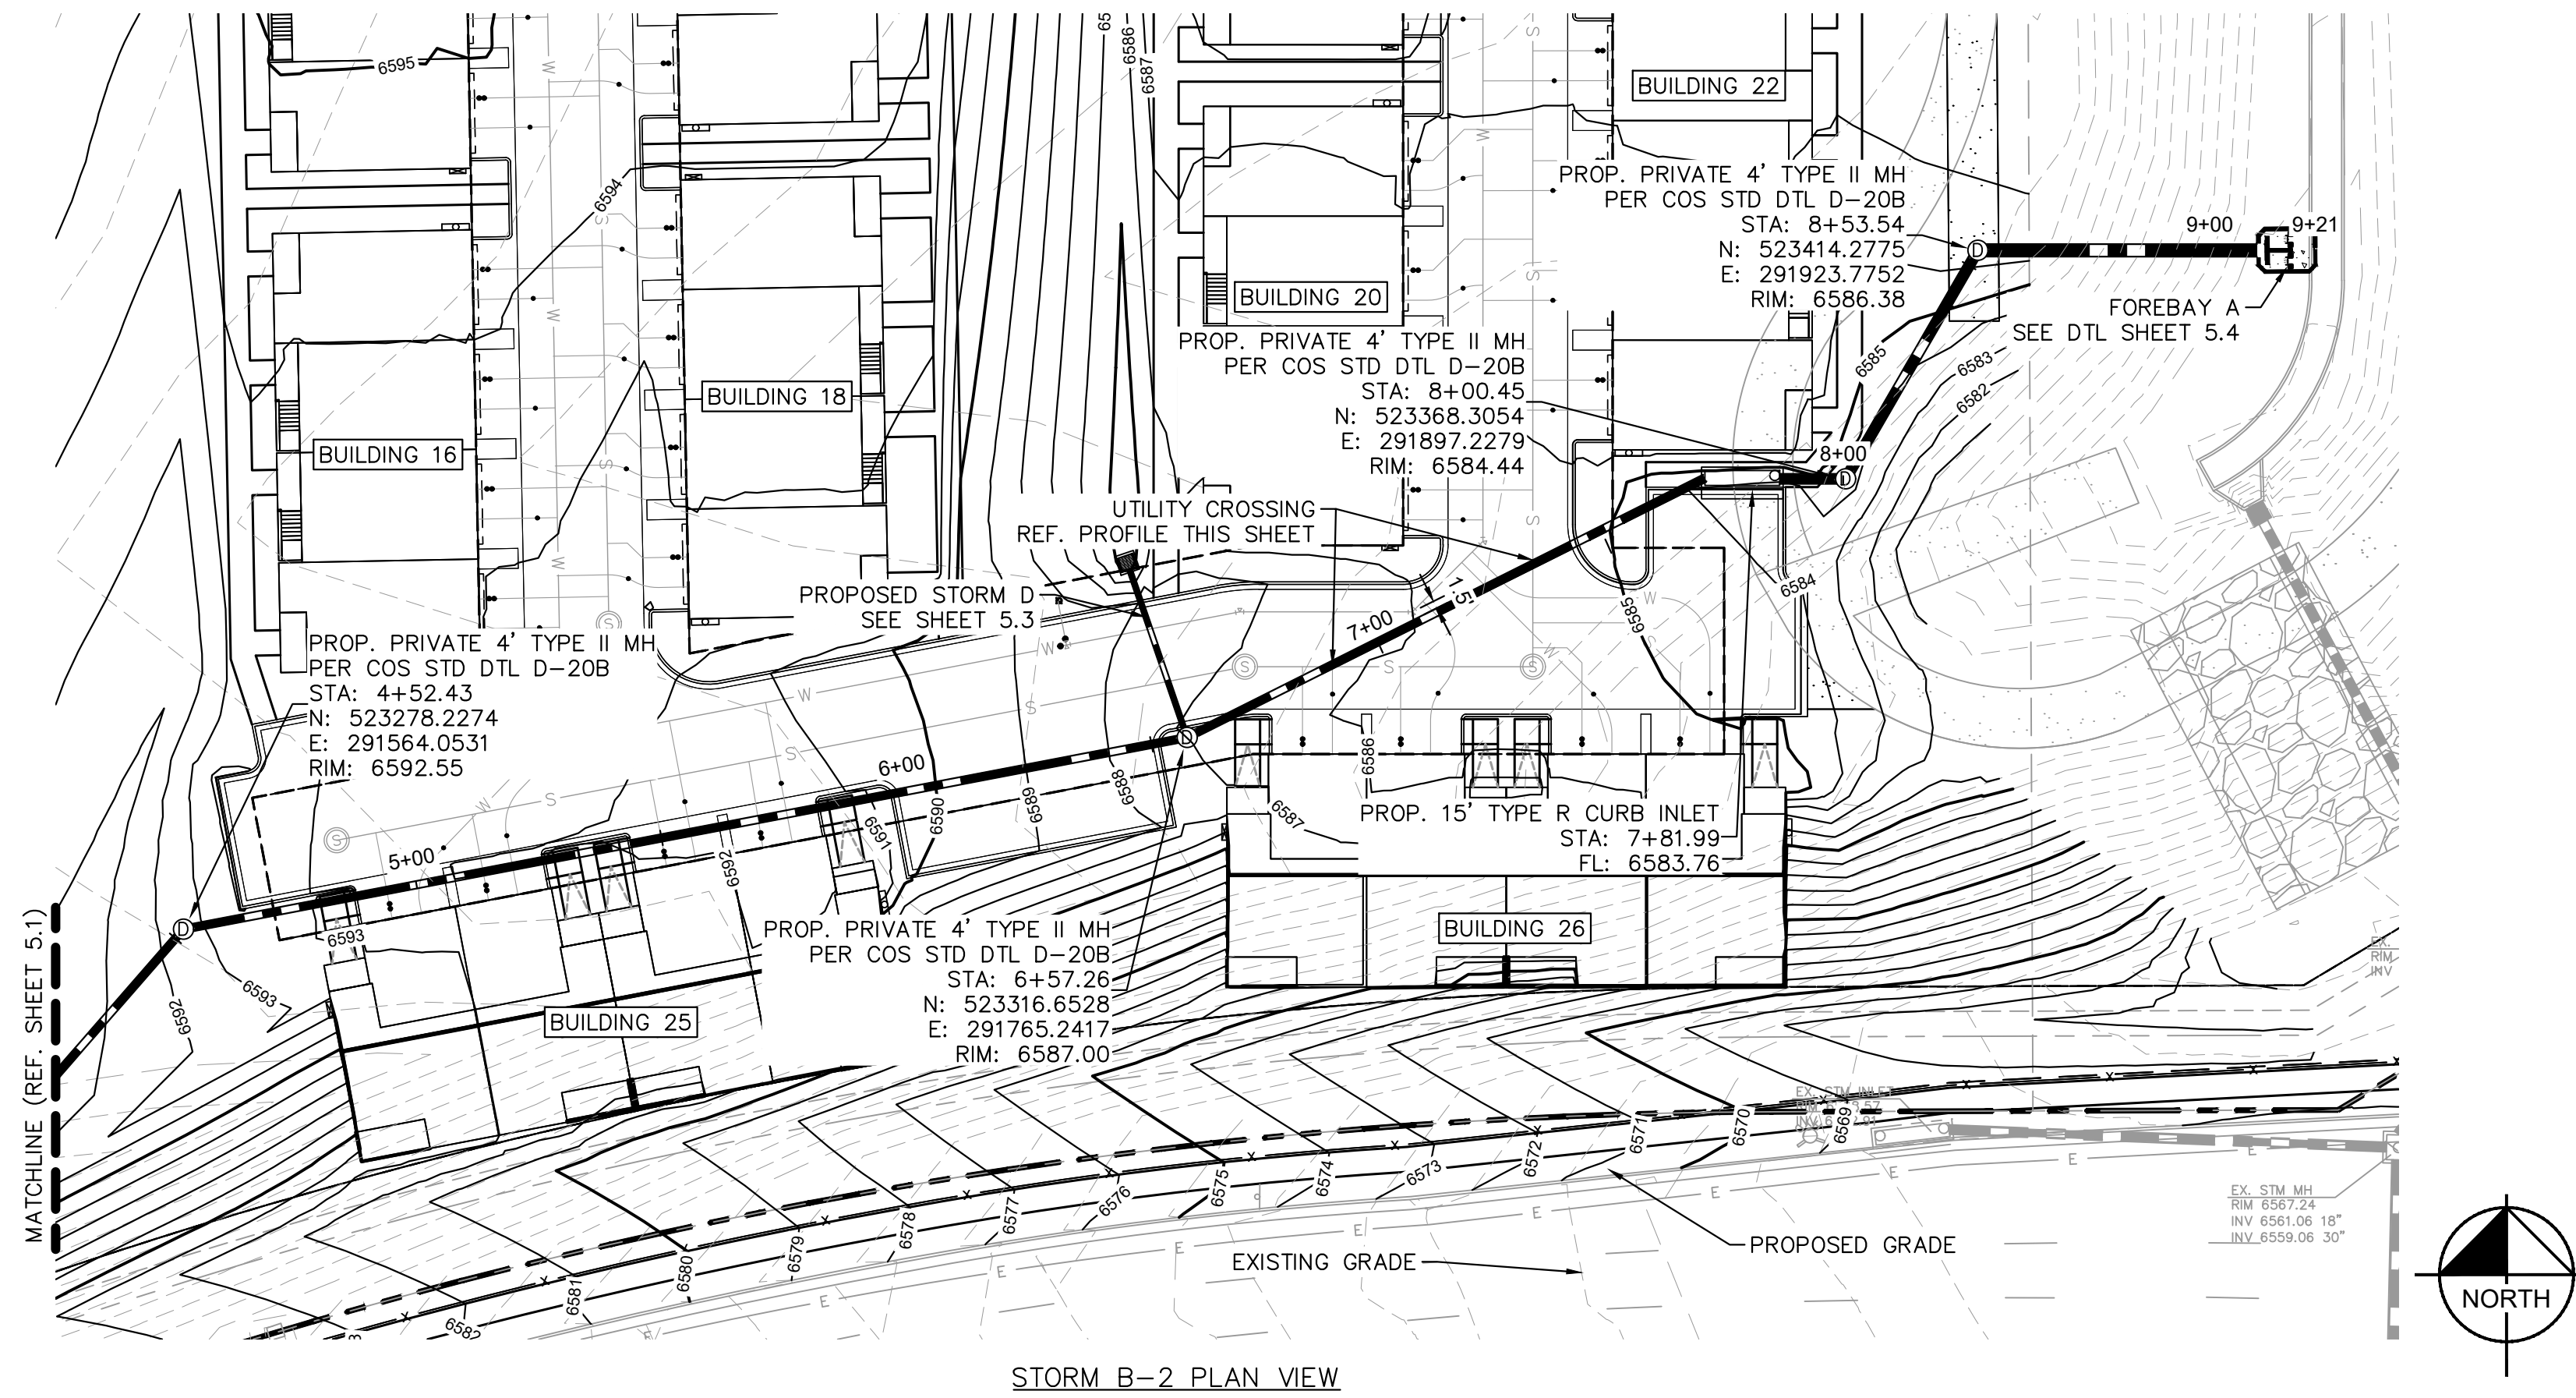 6595
6586
6587
BUILDING 22
PROP. PRIVATE 4' TYPE II MH
PER COS STD DTL D-20B
STA: 8+53.54
N: 523414.2775
E: 291923.7752
RIM: 6586.38
9+00
9+21
FOREBAY A
SEE DTL SHEET 5.4
6594
BUILDING 20
PROP. PRIVATE 4' TYPE II MH
PER COS STD DTL D-20B
STA: 8+00.45
N: 523368.3054
E: 291897.2279
RIM: 6584.44
6585
6583
6582
BUILDING 18
BUILDING 16
8+00
UTILITY CROSSING
REF. PROFILE THIS SHEET
PROPOSED STORM D
SEE SHEET 5.3
15'
7+00
6584
6585
PROP. PRIVATE 4' TYPE II MH
PER COS STD DTL D-20B
STA: 4+52.43
N: 523278.2274
E: 291564.0531
RIM: 6592.55
6+00
5+00
6592
6591
6590
6589
6588
6586
6587
PROP. 15' TYPE R CURB INLET
STA: 7+81.99
FL: 6583.76
6593
6593
6592
PROP. PRIVATE 4' TYPE II MH
PER COS STD DTL D-20B
STA: 6+57.26
N: 523316.6528
E: 291765.2417
RIM: 6587.00
BUILDING 26
BUILDING 25
EX.
RIM
INV
MATCHLINE (REF. SHEET 5.1)
EX. STM INLET
6569
6570
6571
6572
6573
6574
6575
6576
6577
6578
6579
6580
6581
6582
EX. STM MH
RIM 6567.24
INV 6561.06 18"
INV 6559.06 30"
EXISTING GRADE
PROPOSED GRADE
NORTH
STORM B-2 PLAN VIEW